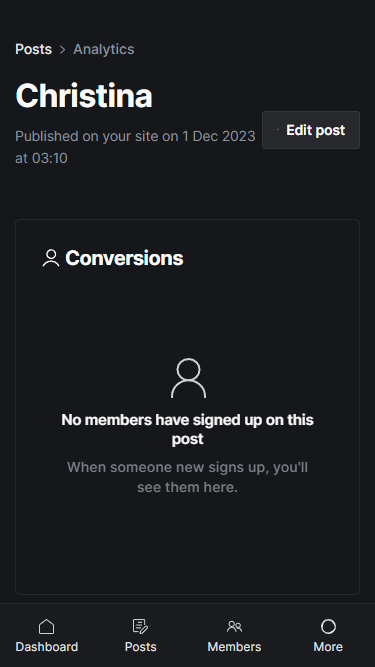 Posts > Analytics
Christina
Published on your site on 1 Dec 2023
at 03:10
Edit post
Conversions
No members have signed up on this
post
When someone new signs up, you'll
see them here.
Dashboard Posts Members More